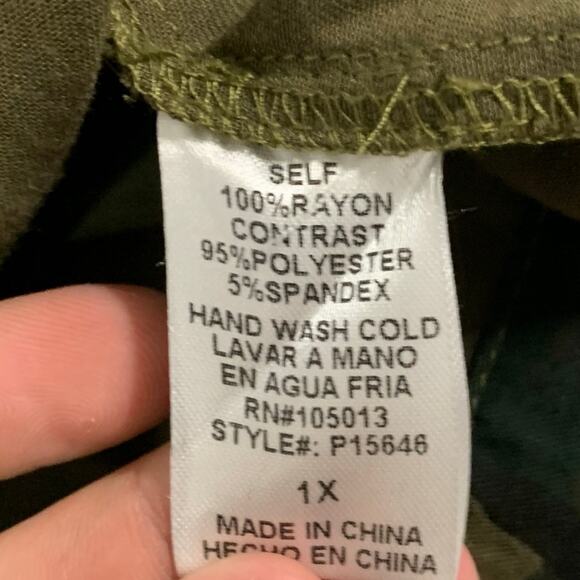 SELF
100%RAYON
CONTRAST
95%POLYESTER
5%SPANDEX
HAND WASH COLD
LAVAR A MANO
EN AGUA FRIA
RN#105013
STYLE#: P15646
1X
MADE IN CHINA
HECHO EN CHINA